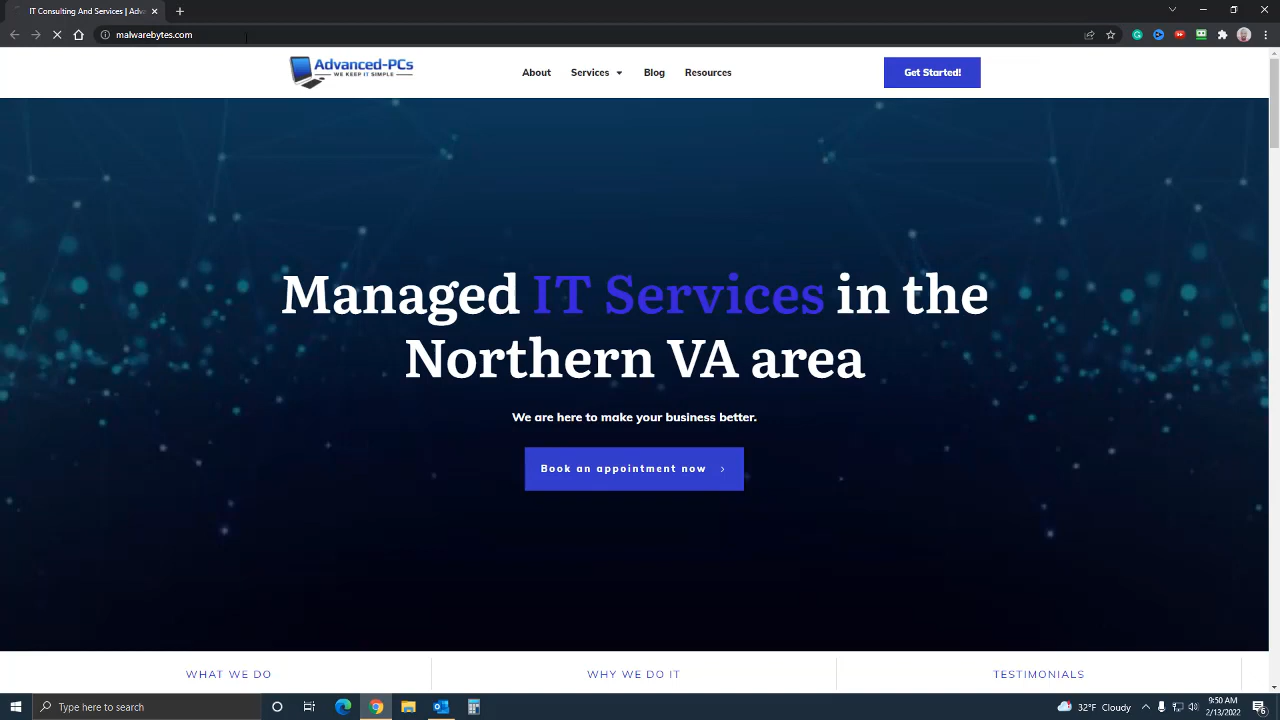 IT Consulting And Services | Adva
malwarebytes.com
Advanced-PCs
WE KEEP IT SIMPLE
About
Services
Blog
Resources
Get Started!
Managed IT Services in the
Northern VA area
We are here to make your business better.
Book an appointment now
WHAT WE DO
WHY WE DO IT
TESTIMONIALS
Type here to search
32°F Cloudy
9:50 AM
2/13/2022
6